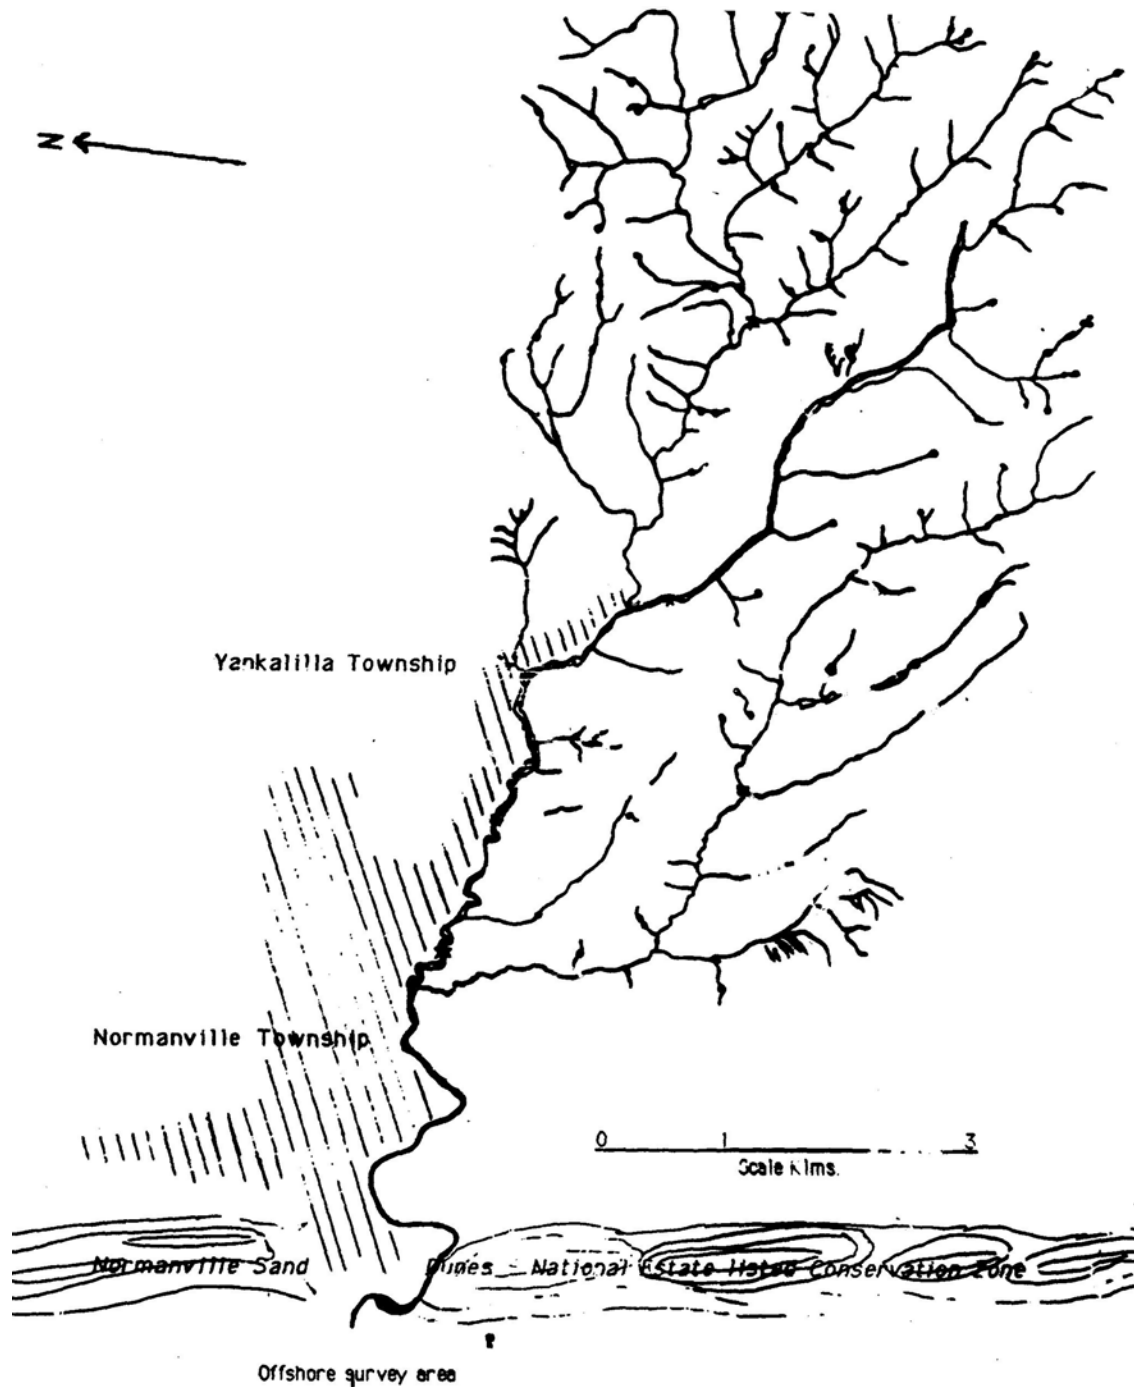 N
Yankalilla Township
Normanville Township
0 1 3
Scale Klms.
Normanville Sand Dunes - National Estate listed Conservation Zone
Offshore survey area